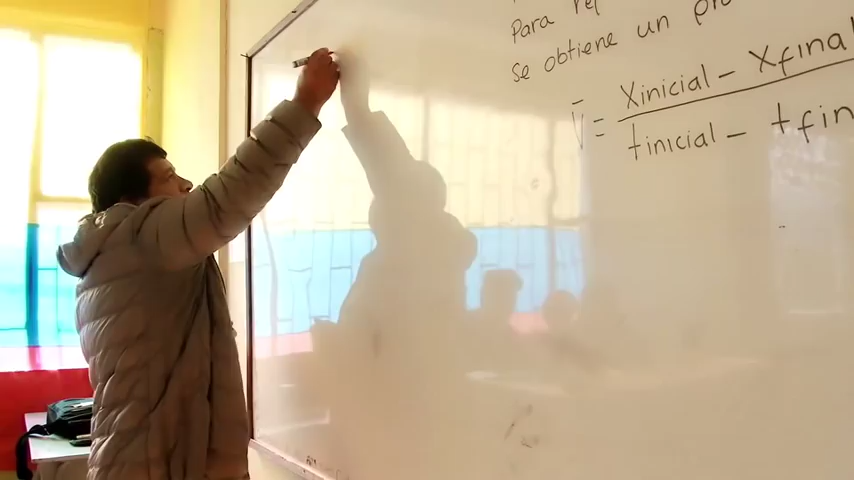 Para
se obtiene un
v̄ = xinicial - xfinal
tinicial - tfin